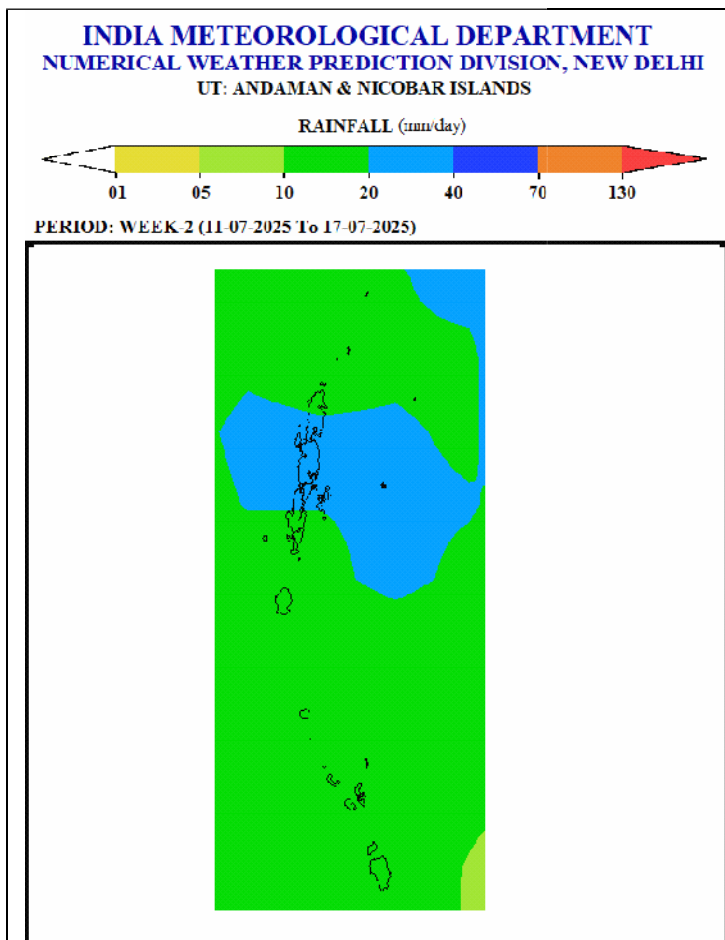 INDIA METEOROLOGICAL DEPARTMENT
NUMERICAL WEATHER PREDICTION DIVISION, NEW DELHI
UT: ANDAMAN & NICOBAR ISLANDS
RAINFALL (mm/day)
01 05 10 20 40 70 130
PERIOD: WEEK-2 (11-07-2025 To 17-07-2025)